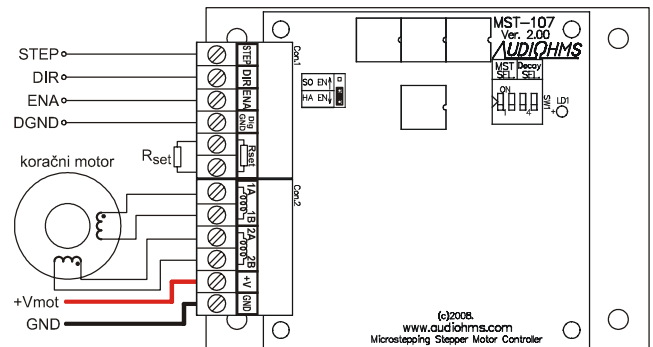 MST-107
Ver. 2.00
AUDIOHMS
MST SEL.
Decay SEL.
ON
1 4
SW1
LD1
+
SO EN
HA EN
Con.1
STEP
DIR
ENA
Dig GND
Rset
Con.2
1A
1B
2A
2B
+V
GND
STEP
DIR
ENA
DGND
Rset
koračni motor
+Vmot
GND
(c)2008.
www.audiohms.com
Microstepping Stepper Motor Controller